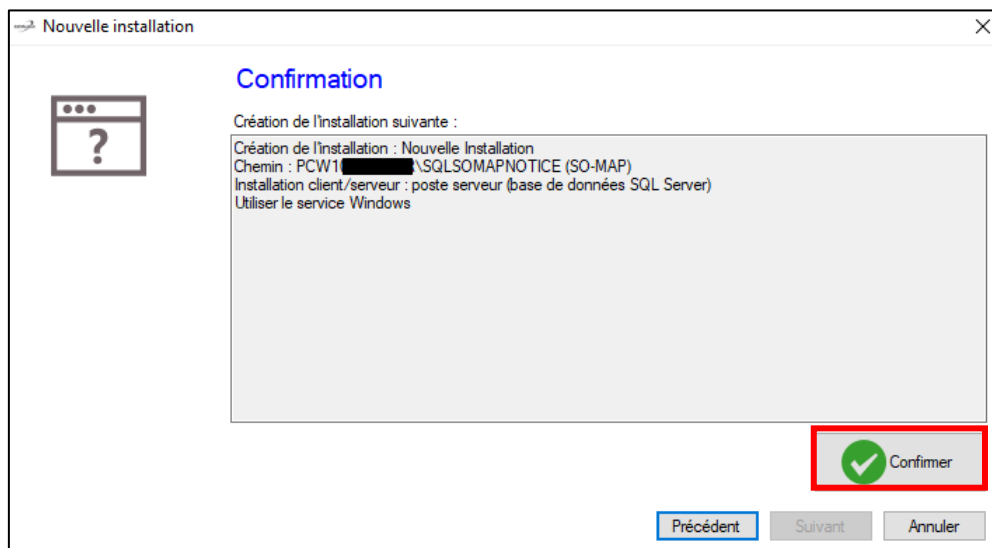 Nouvelle installation
Confirmation
Création de l'installation suivante :
Création de l'installation : Nouvelle Installation
Chemin : PCW1 \SQLSOMAPNOTICE (SO-MAP)
Installation client/serveur : poste serveur (base de données SQL Server)
Utiliser le service Windows
Confirmer
Précédent Suivant Annuler